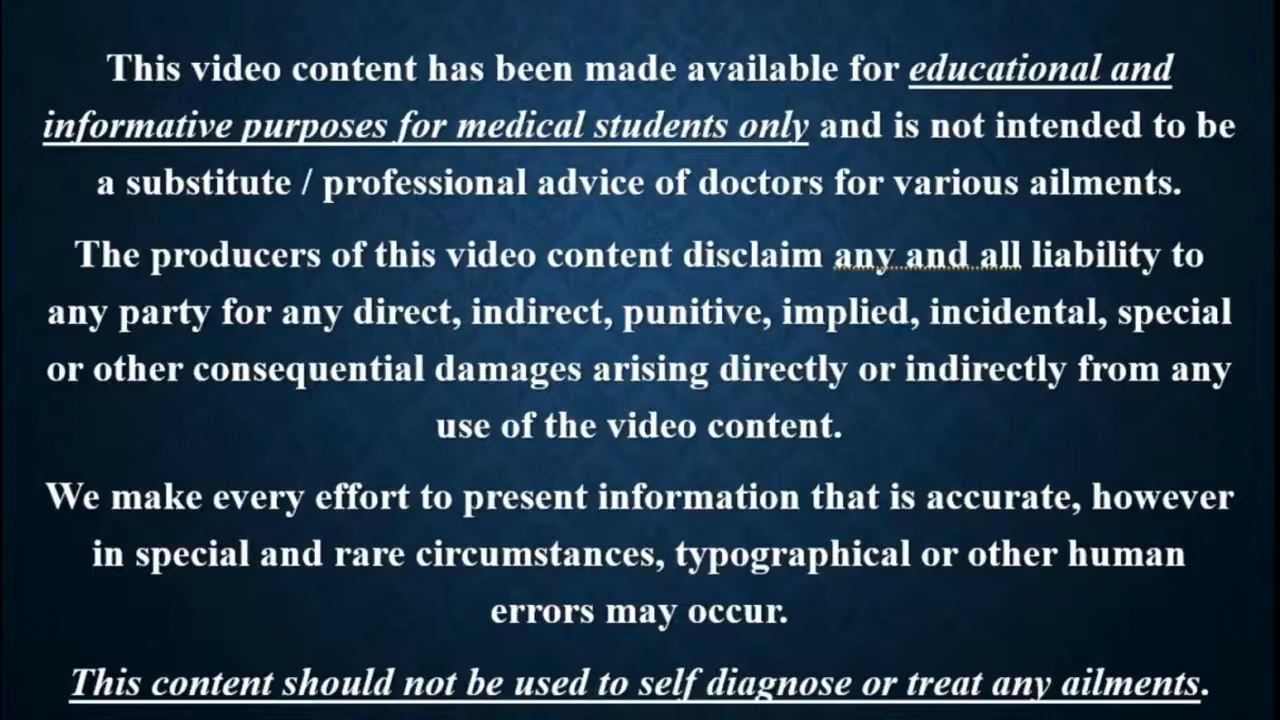 This video content has been made available for educational and
informative purposes for medical students only and is not intended to be
a substitute / professional advice of doctors for various ailments.
The producers of this video content disclaim any and all liability to
any party for any direct, indirect, punitive, implied, incidental, special
or other consequential damages arising directly or indirectly from any
use of the video content.
We make every effort to present information that is accurate, however
in special and rare circumstances, typographical or other human
errors may occur.
This content should not be used to self diagnose or treat any ailments.